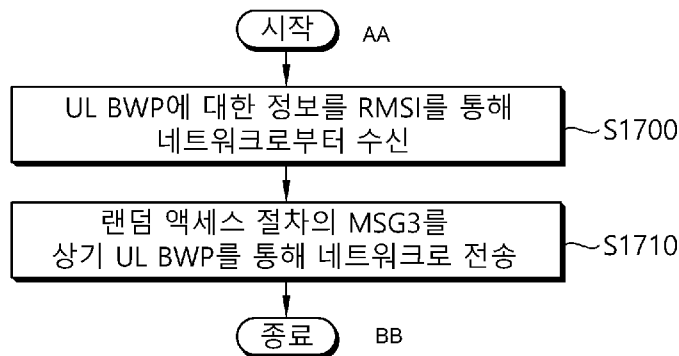 시작 AA
UL BWP에 대한 정보를 RMSI를 통해
네트워크로부터 수신
S1700
랜덤 액세스 절차의 MSG3를
상기 UL BWP를 통해 네트워크로 전송
S1710
종료 BB